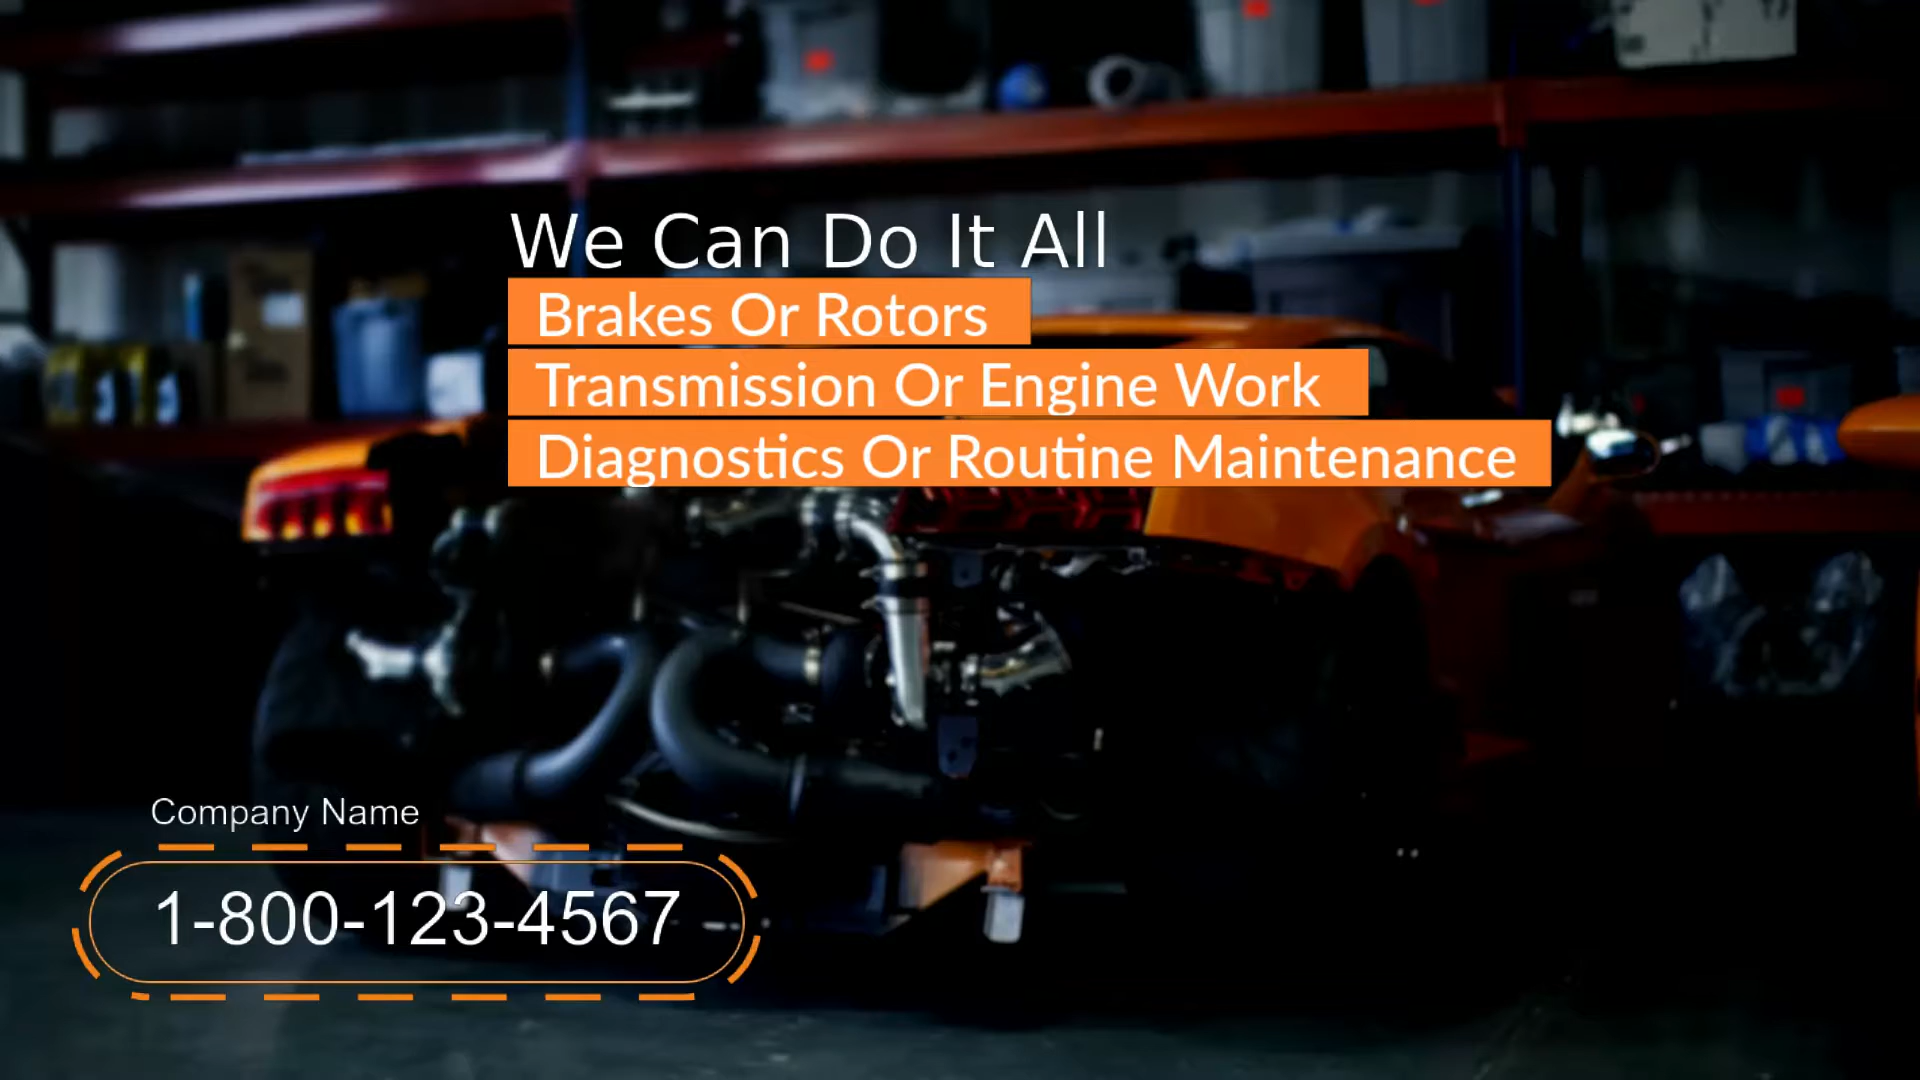 We Can Do It All
Brakes Or Rotors
Transmission Or Engine Work
Diagnostics Or Routine Maintenance
Company Name
1-800-123-4567